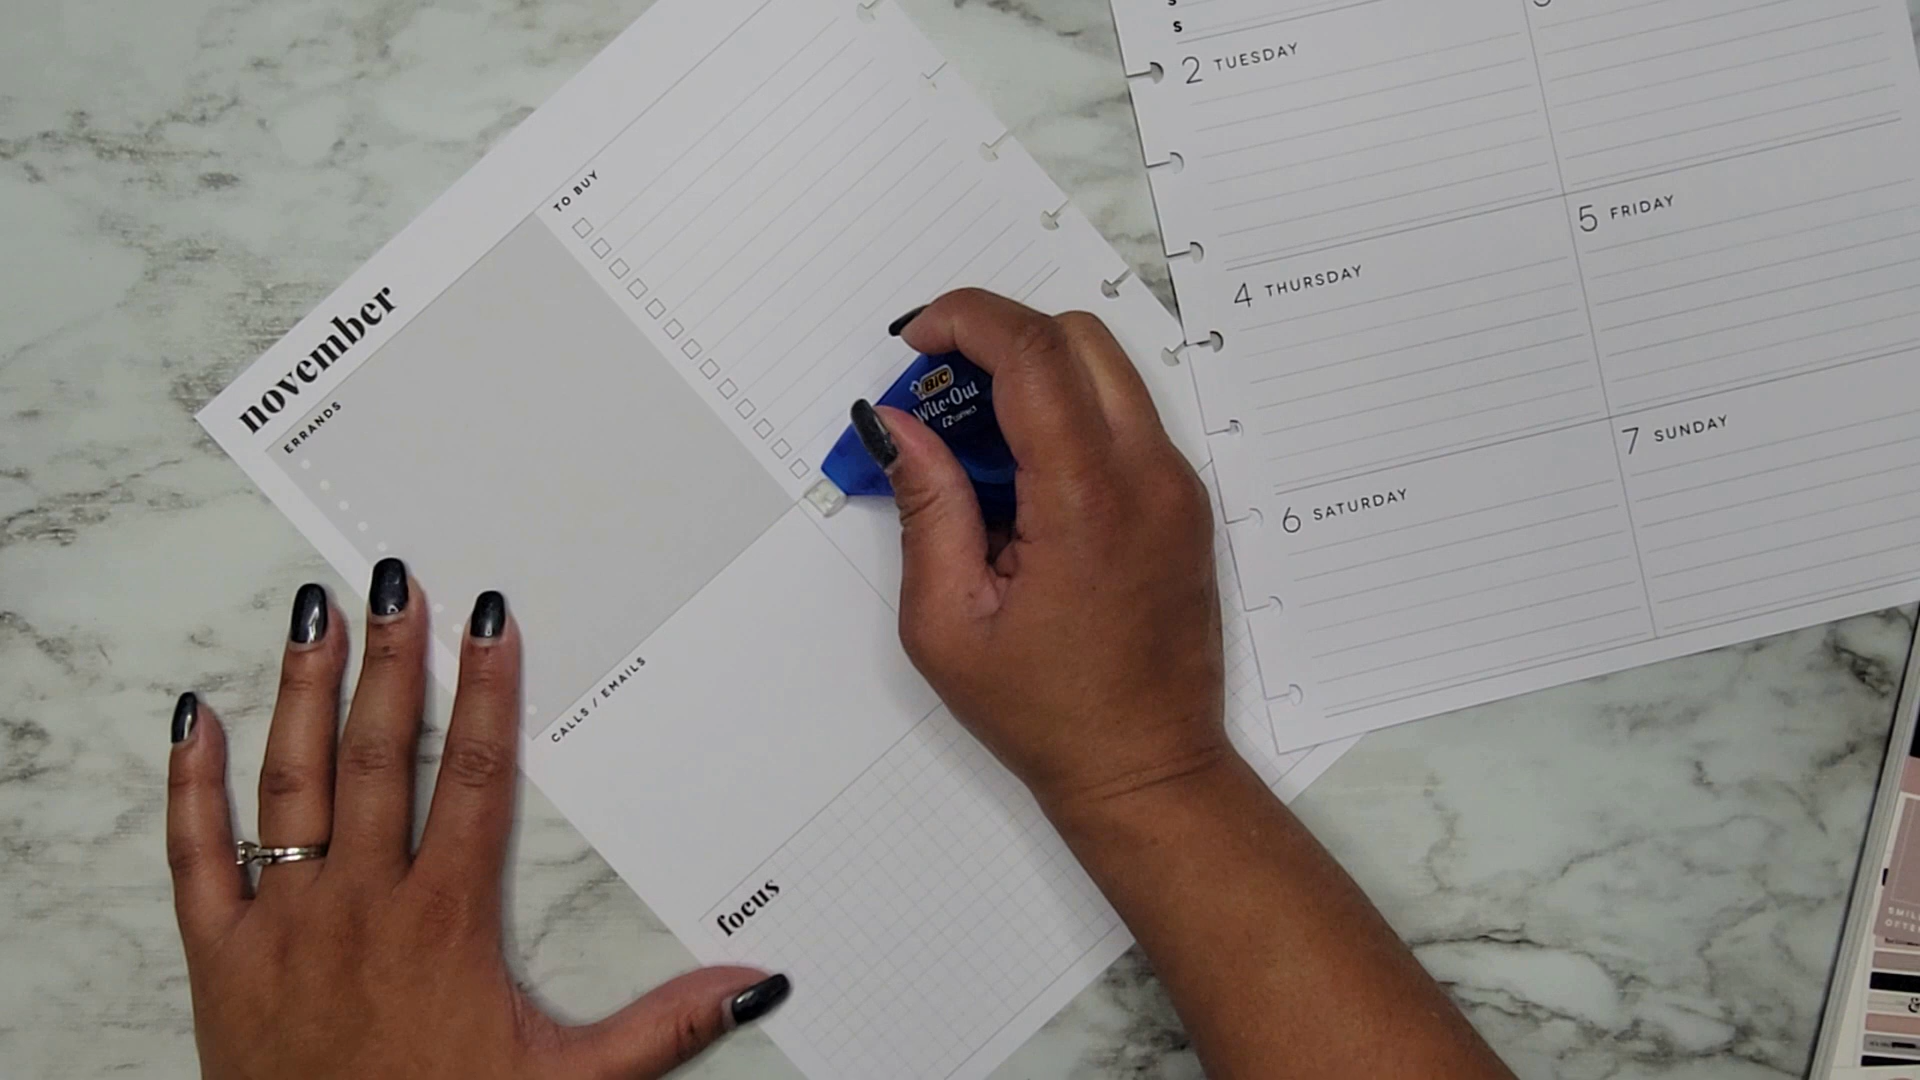 november
ERRANDS
TO BUY
CALLS / EMAILS
focus
BIC
Wite·Out
S
2 TUESDAY
4 THURSDAY
5 FRIDAY
6 SATURDAY
7 SUNDAY